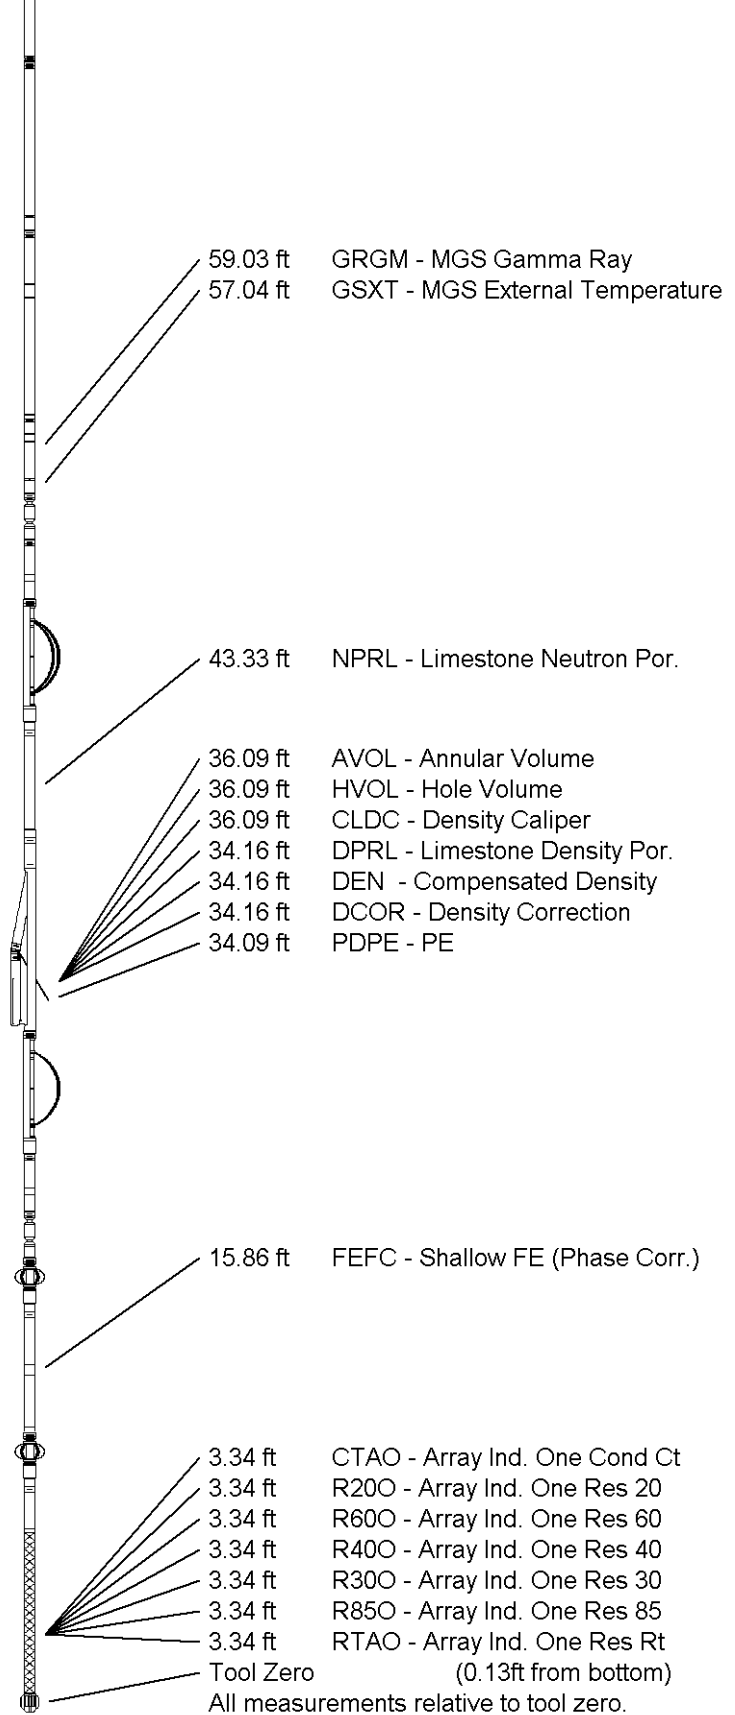 59.03 ft GRGM - MGS Gamma Ray
57.04 ft GSXT - MGS External Temperature
43.33 ft NPRL - Limestone Neutron Por.
36.09 ft AVOL - Annular Volume
36.09 ft HVOL - Hole Volume
36.09 ft CLDC - Density Caliper
34.16 ft DPRL - Limestone Density Por.
34.16 ft DEN - Compensated Density
34.16 ft DCOR - Density Correction
34.09 ft PDPE - PE
15.86 ft FEFC - Shallow FE (Phase Corr.)
3.34 ft CTAO - Array Ind. One Cond Ct
3.34 ft R20O - Array Ind. One Res 20
3.34 ft R60O - Array Ind. One Res 60
3.34 ft R40O - Array Ind. One Res 40
3.34 ft R30O - Array Ind. One Res 30
3.34 ft R85O - Array Ind. One Res 85
3.34 ft RTAO - Array Ind. One Res Rt
Tool Zero (0.13ft from bottom)
All measurements relative to tool zero.